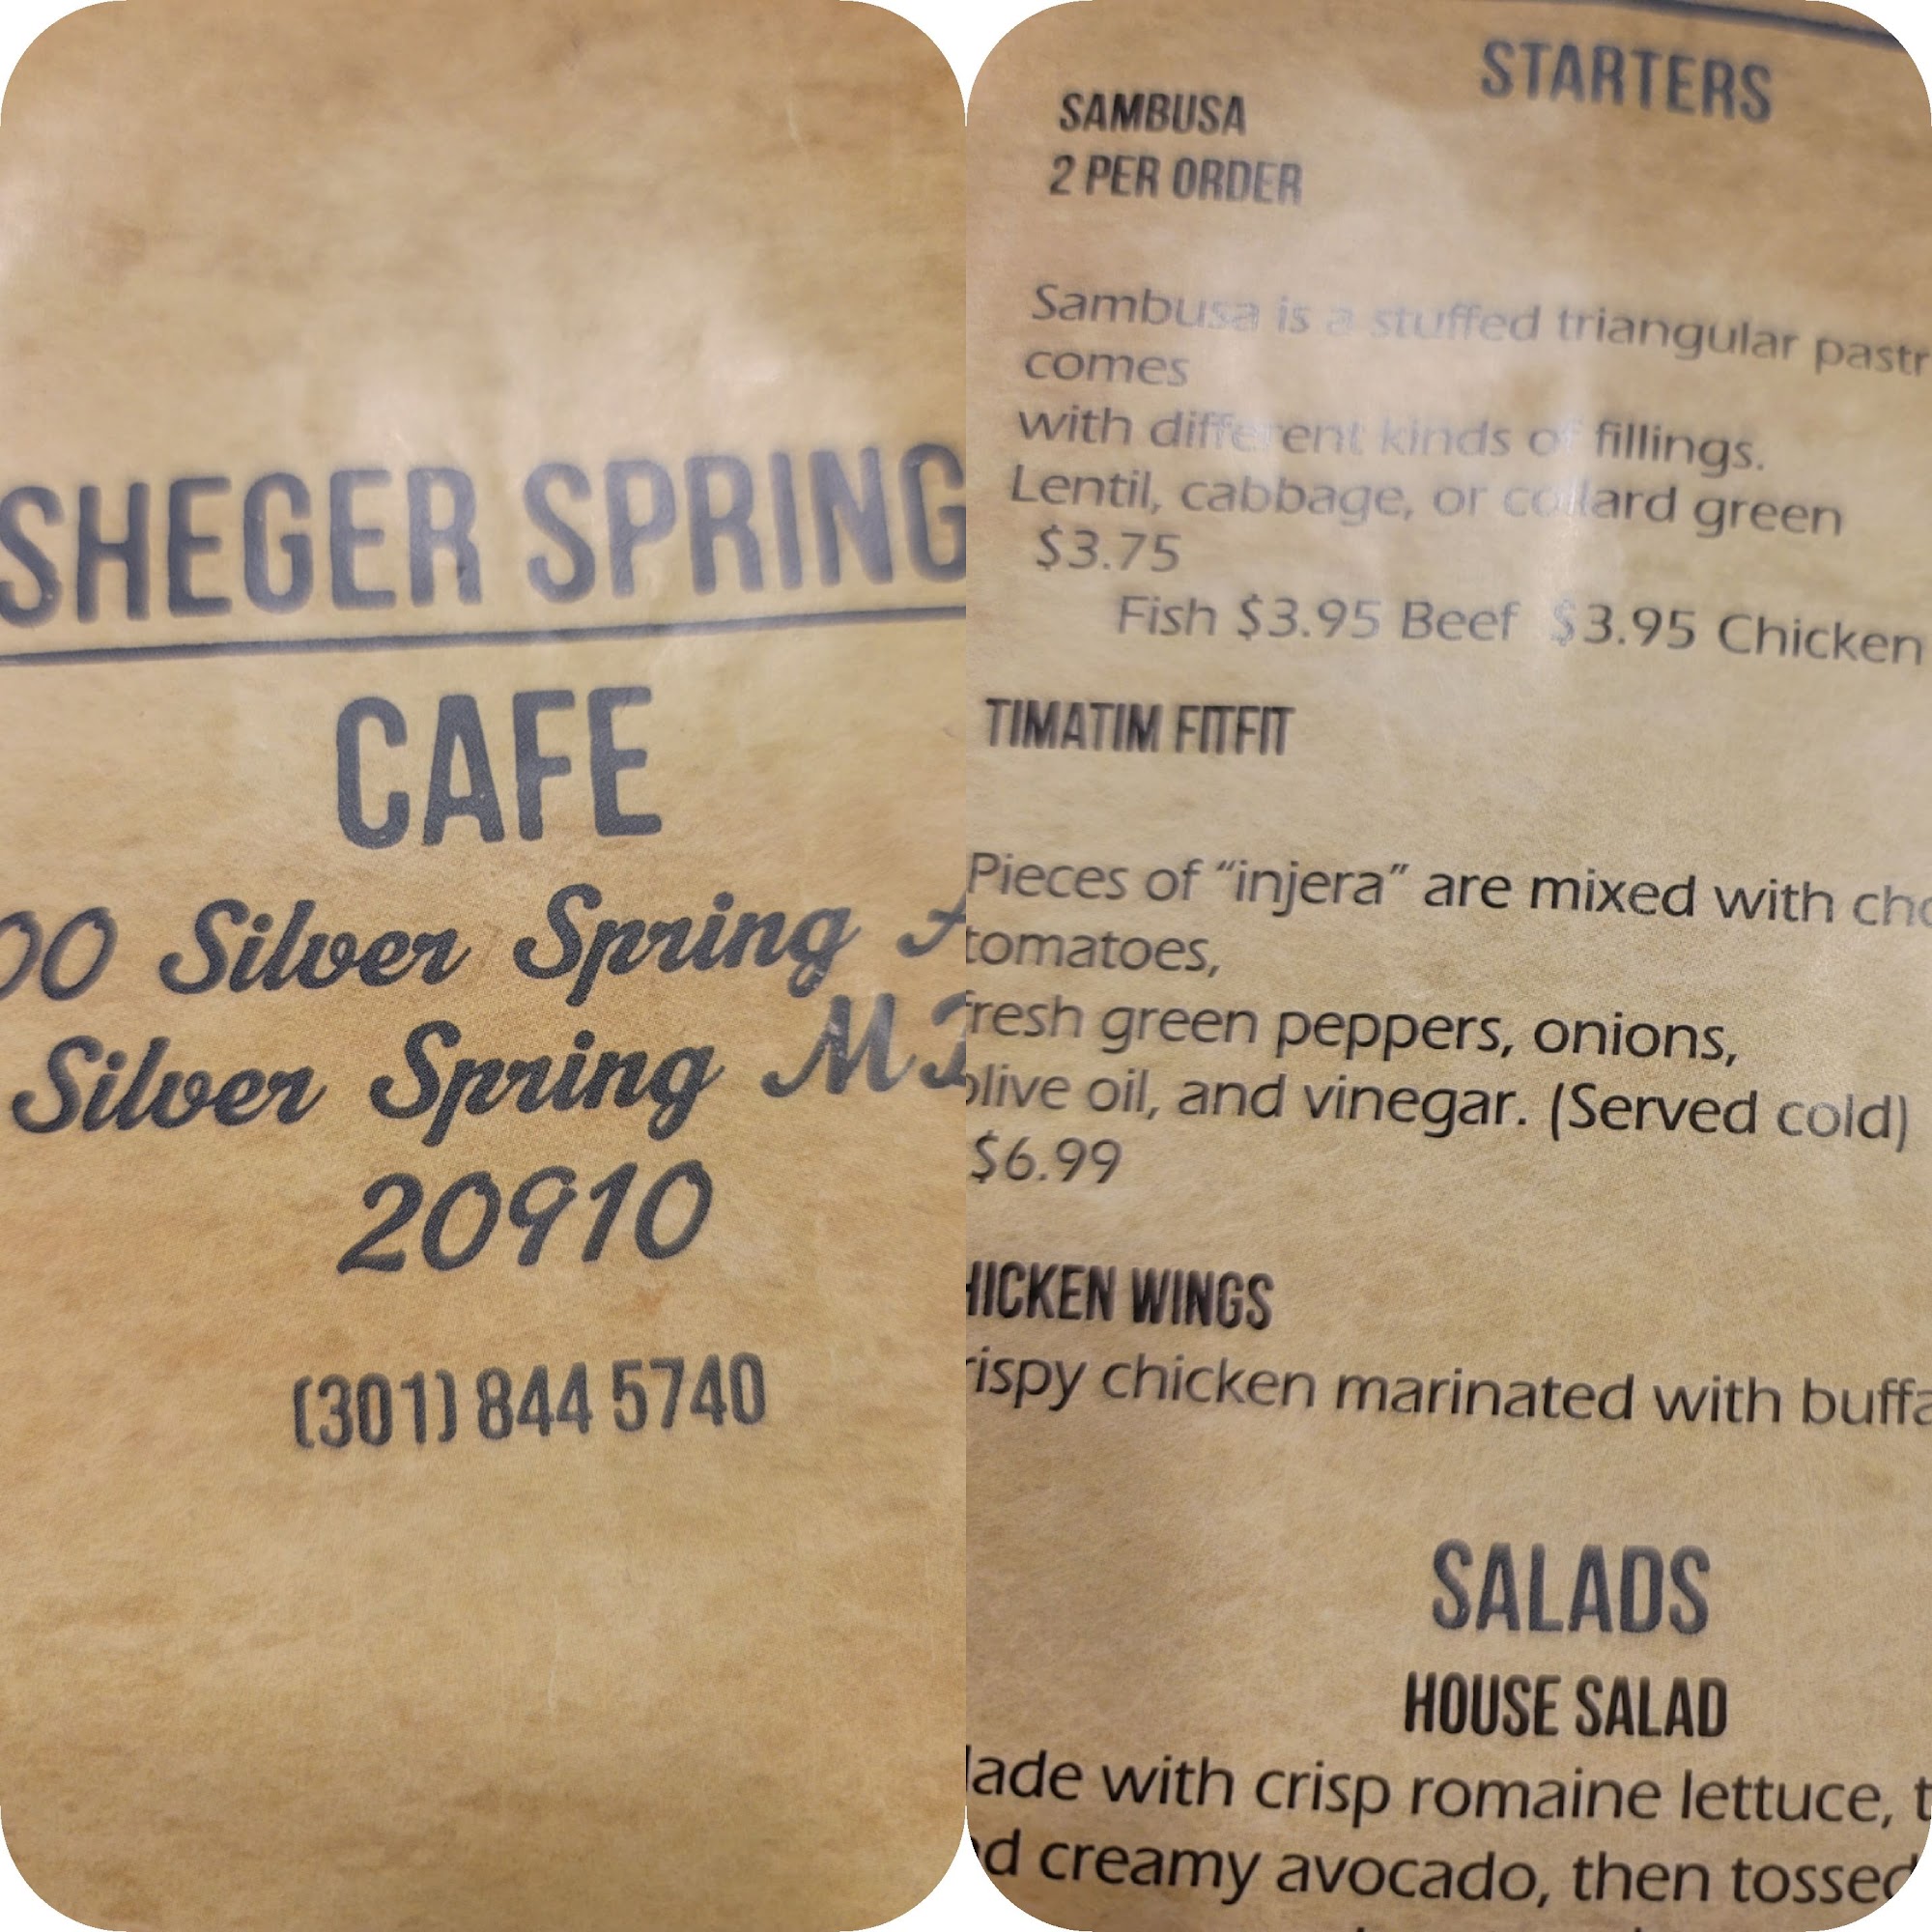 SHEGER SPRING
CAFE
00 Silver Spring
Silver Spring
20910
(301) 844 5740
STARTERS
SAMBUSA
2 PER ORDER
Sambusa is a stuffed triangular
comes
with different kinds of fillings.
Lentil, cabbage, or collard green
$3.75
Fish $3.95 Beef $3.95 Chicken
TIMATIM FITFIT
Pieces of “injera” are mixed with
tomatoes,
fresh green peppers, onions,
olive oil, and vinegar. (Served cold)
$6.99
WINGS
chicken marinated with
SALADS
HOUSE SALAD
with crisp romaine lettuce,
creamy avocado, then tossed